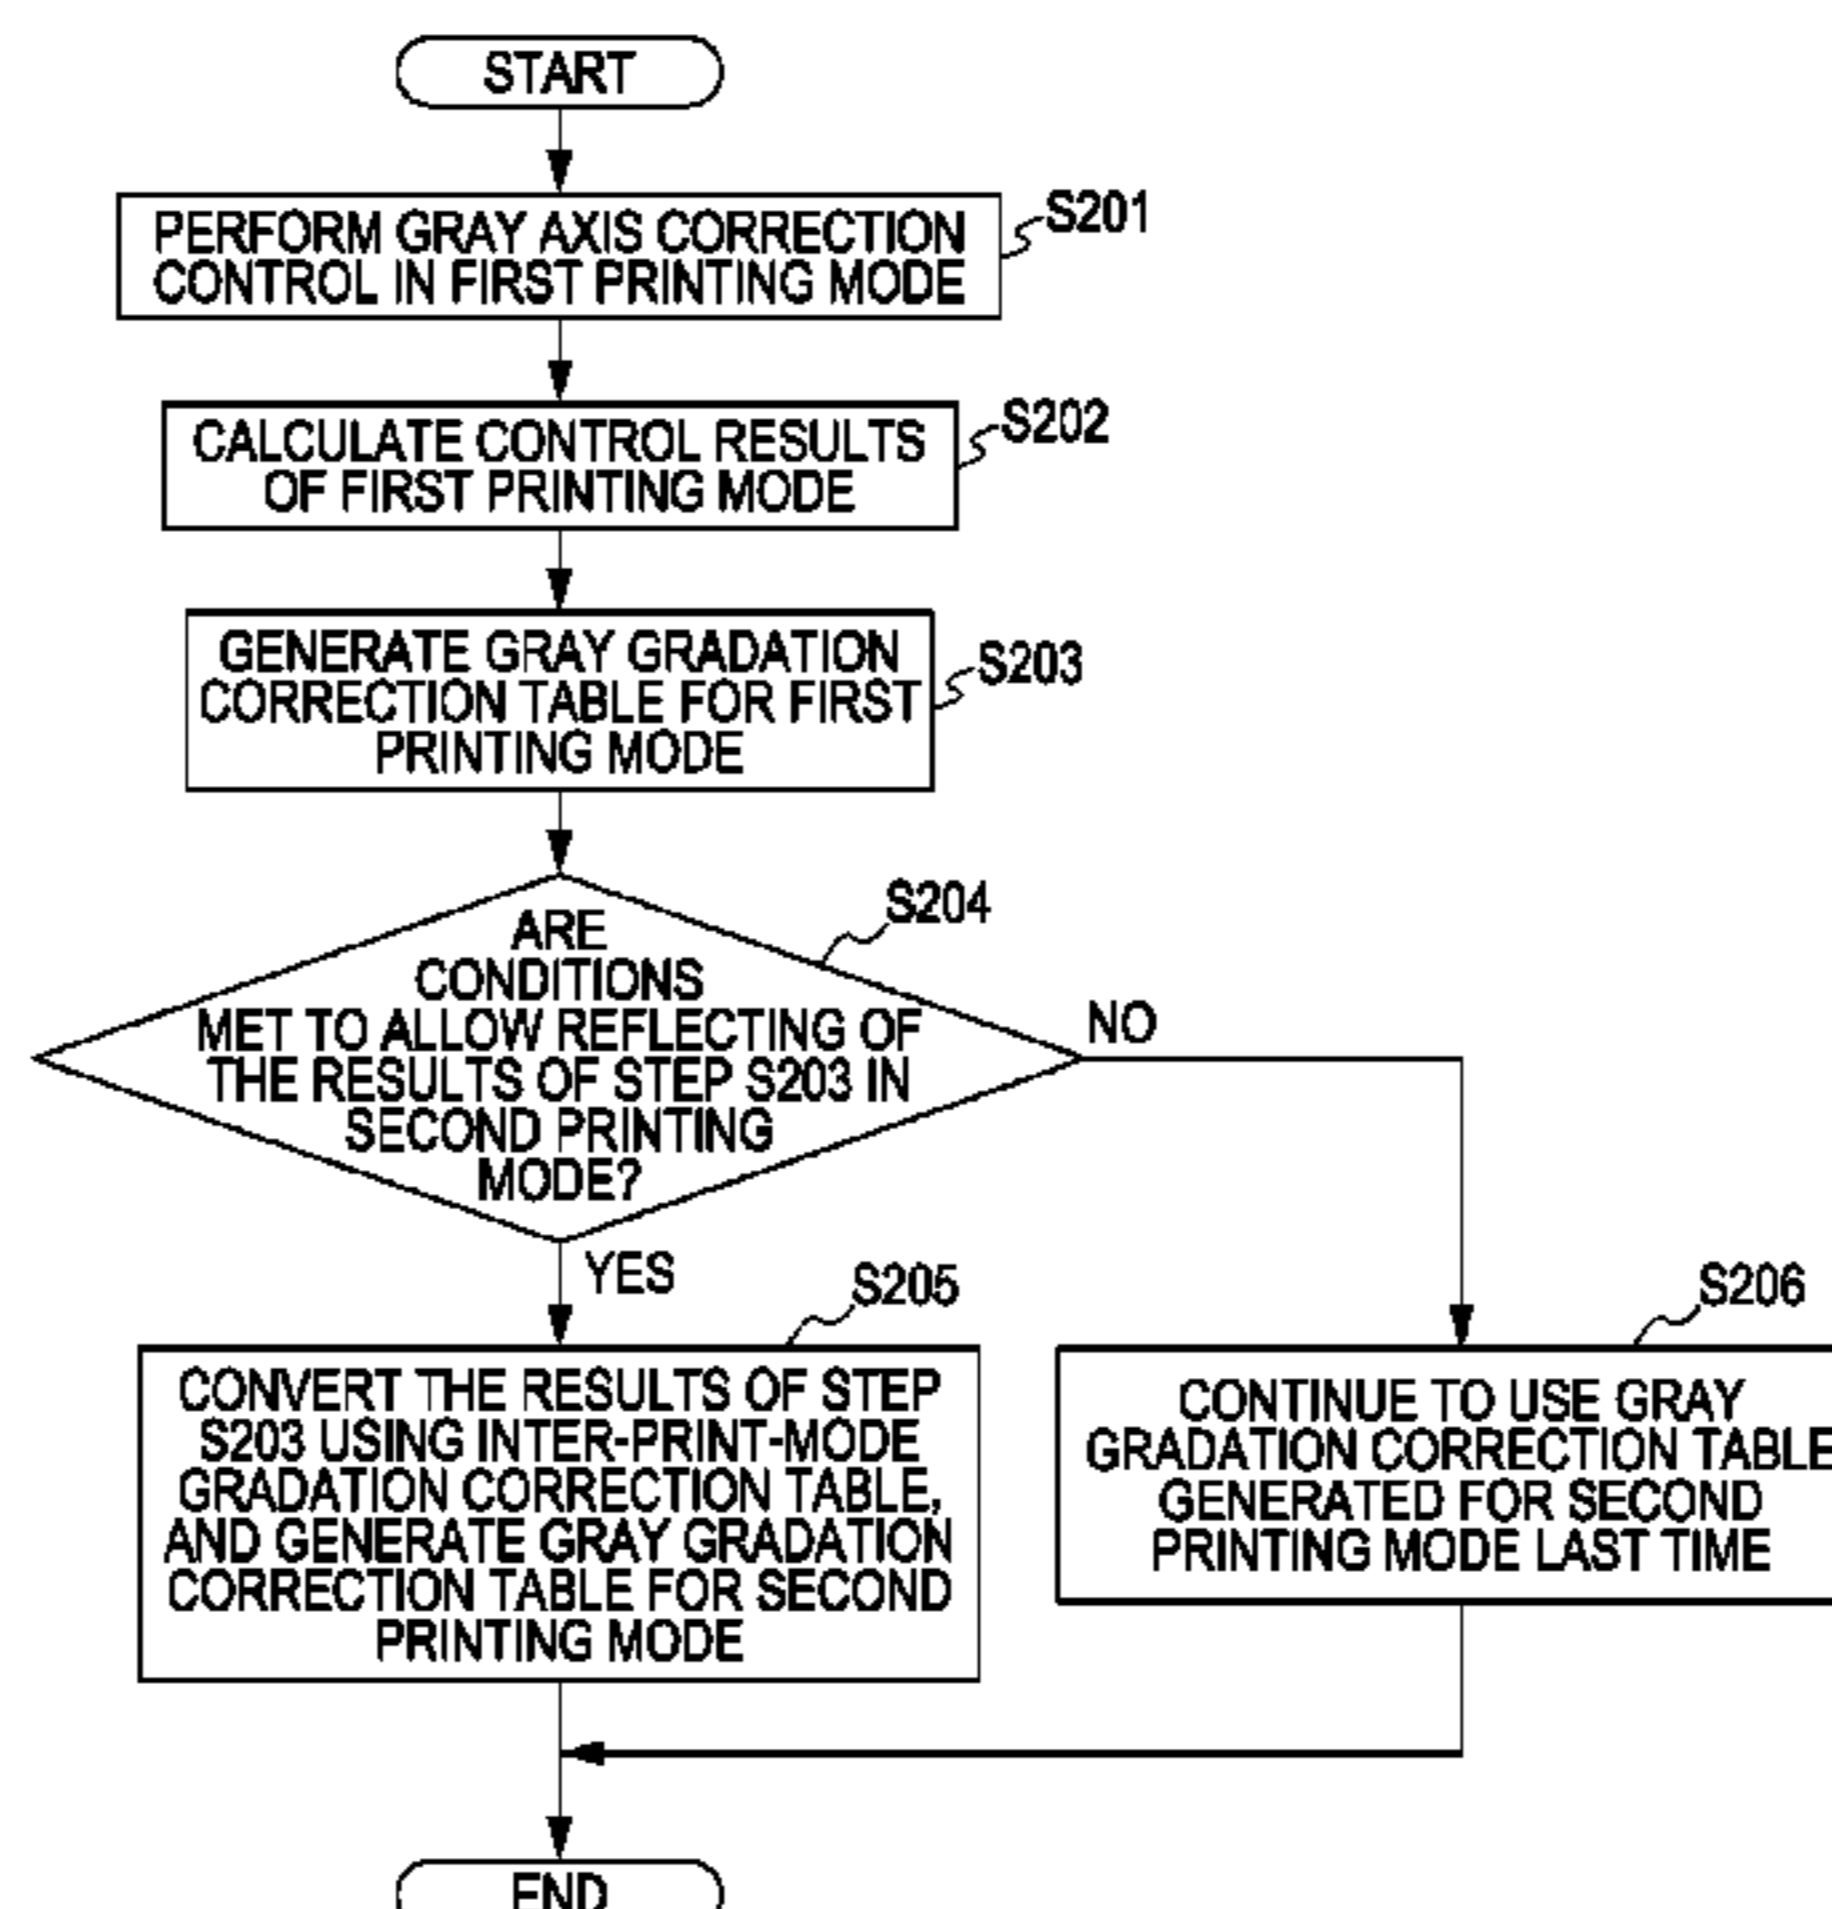 START
PERFORM GRAY AXIS CORRECTION
CONTROL IN FIRST PRINTING MODE
S201
CALCULATE CONTROL RESULTS
OF FIRST PRINTING MODE
S202
GENERATE GRAY GRADATION
CORRECTION TABLE FOR FIRST
PRINTING MODE
S203
ARE
CONDITIONS
MET TO ALLOW REFLECTING OF
THE RESULTS OF STEP S203 IN
SECOND PRINTING
MODE?
S204
NO
YES
S205
CONVERT THE RESULTS OF STEP
S203 USING INTER-PRINT-MODE
GRADATION CORRECTION TABLE,
AND GENERATE GRAY GRADATION
CORRECTION TABLE FOR SECOND
PRINTING MODE
S206
CONTINUE TO USE GRAY
GRADATION CORRECTION TABLE
GENERATED FOR SECOND
PRINTING MODE LAST TIME
END